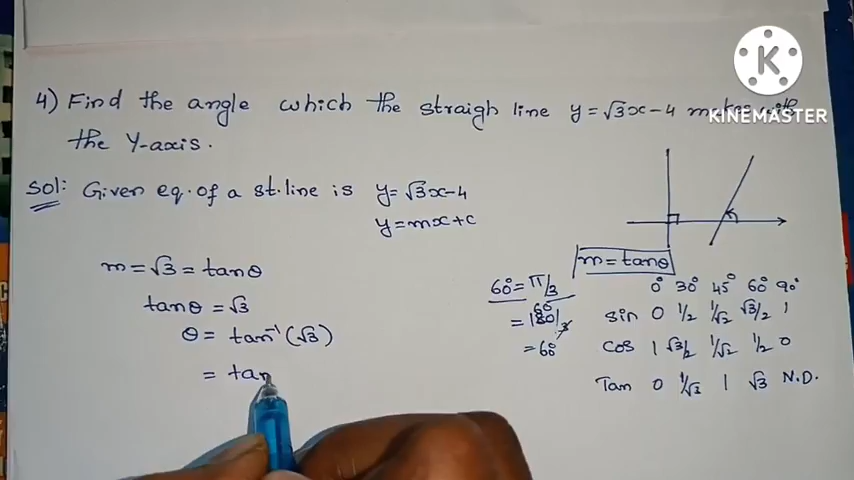 4) Find the angle which the straigh line y = √3x-4 makes with
the Y-axis.
Sol: Given eq. of a st. line is y = √3x-4
y = mx+c
m = √3 = tanθ
tanθ = √3
θ = tan⁻¹(√3)
= tan
m = tanθ
60° = π/3
60
= 180/3
= 60
0° 30° 45° 60° 90°
sin 0 1/2 1/√2 √3/2 1
cos 1 √3/2 1/√2 1/2 0
Tan 0 1/√3 1 √3 N.D.
K
KINEMASTER